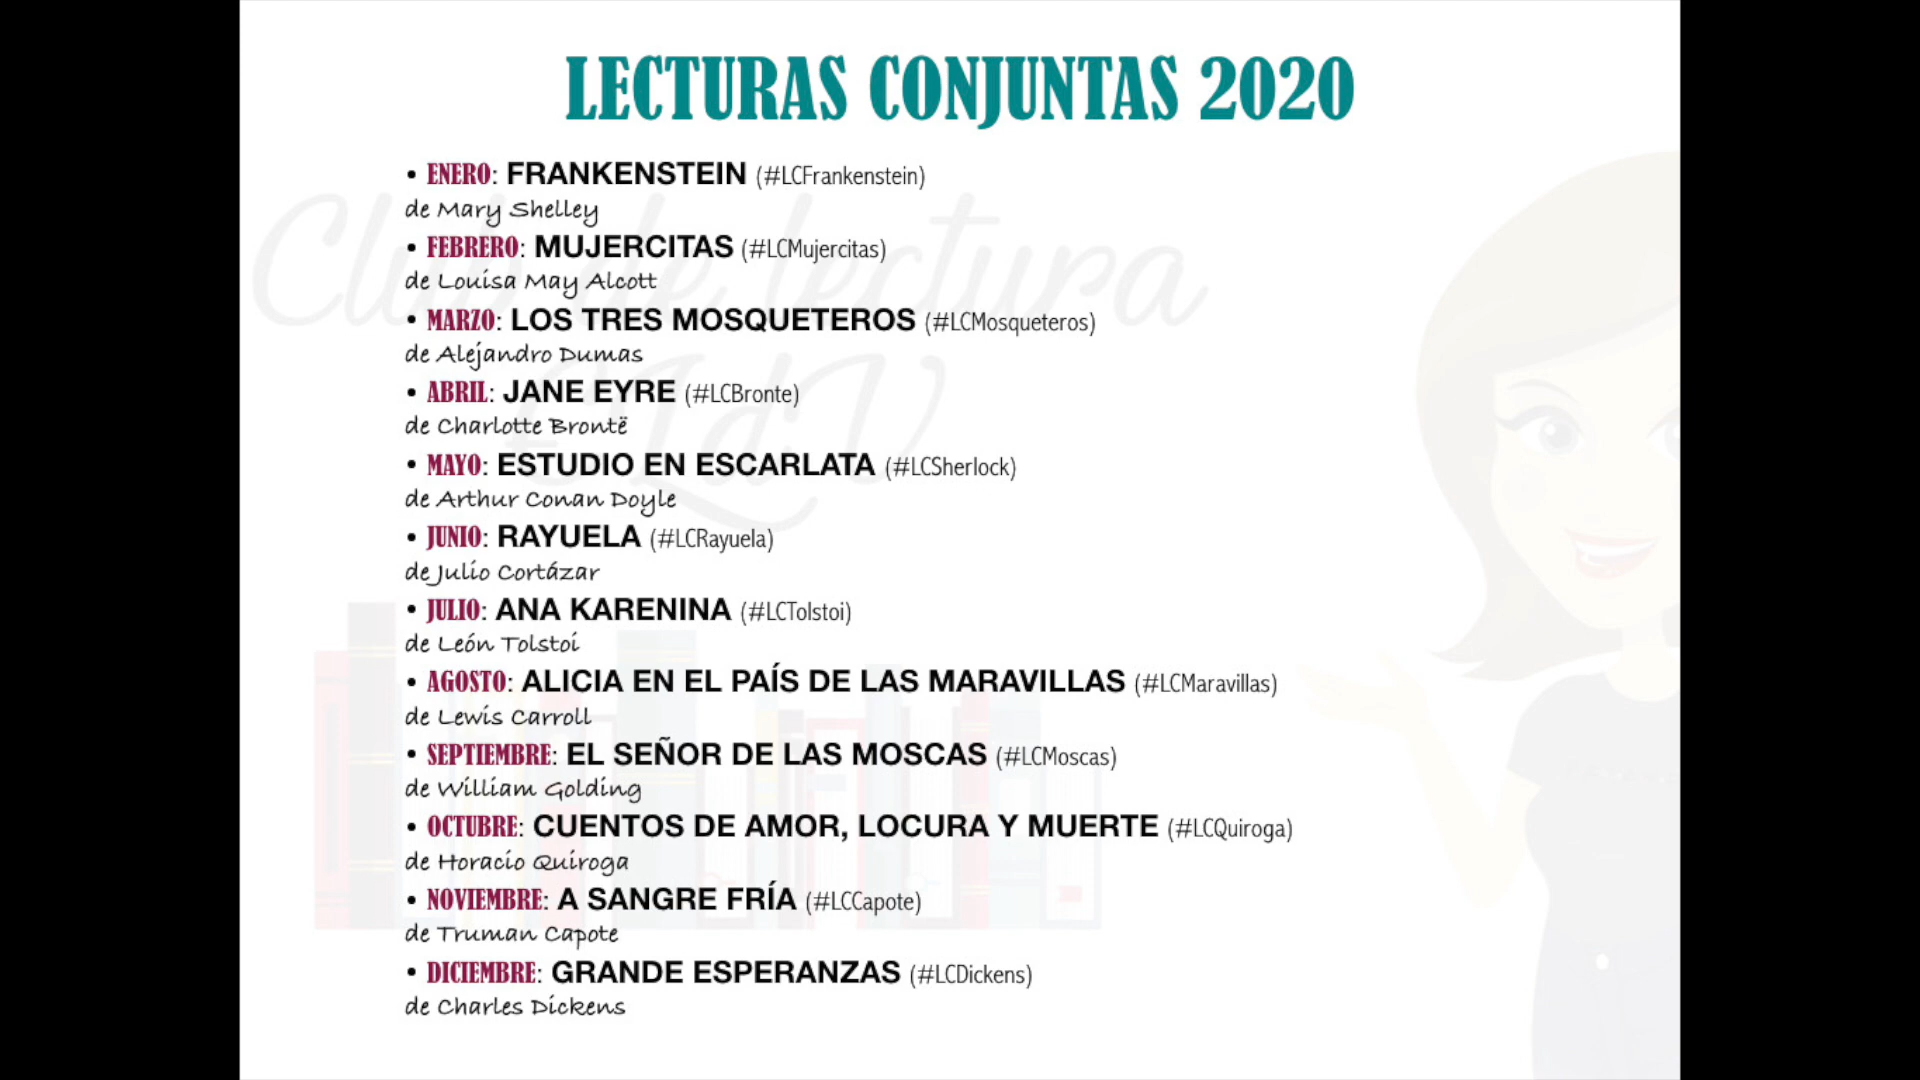 LECTURAS CONJUNTAS 2020
• ENERO: FRANKENSTEIN (#LCFrankenstein)
de Mary Shelley
• FEBRERO: MUJERCITAS (#LCMujercitas)
de Louisa May Alcott
• MARZO: LOS TRES MOSQUETEROS (#LCMosqueteros)
de Alejandro Dumas
• ABRIL: JANE EYRE (#LCBronte)
de Charlotte Brontë
• MAYO: ESTUDIO EN ESCARLATA (#LCSherlock)
de Arthur Conan Doyle
• JUNIO: RAYUELA (#LCRayuela)
de Julio Cortázar
• JULIO: ANA KARENINA (#LCTolstoi)
de León Tolstoi
• AGOSTO: ALICIA EN EL PAÍS DE LAS MARAVILLAS (#LCMaravillas)
de Lewis Carroll
• SEPTIEMBRE: EL SEÑOR DE LAS MOSCAS (#LCMoscas)
de William Golding
• OCTUBRE: CUENTOS DE AMOR, LOCURA Y MUERTE (#LCQuiroga)
de Horacio Quiroga
• NOVIEMBRE: A SANGRE FRÍA (#LCCapote)
de Truman Capote
• DICIEMBRE: GRANDE ESPERANZAS (#LCDickens)
de Charles Dickens
Club de lectura